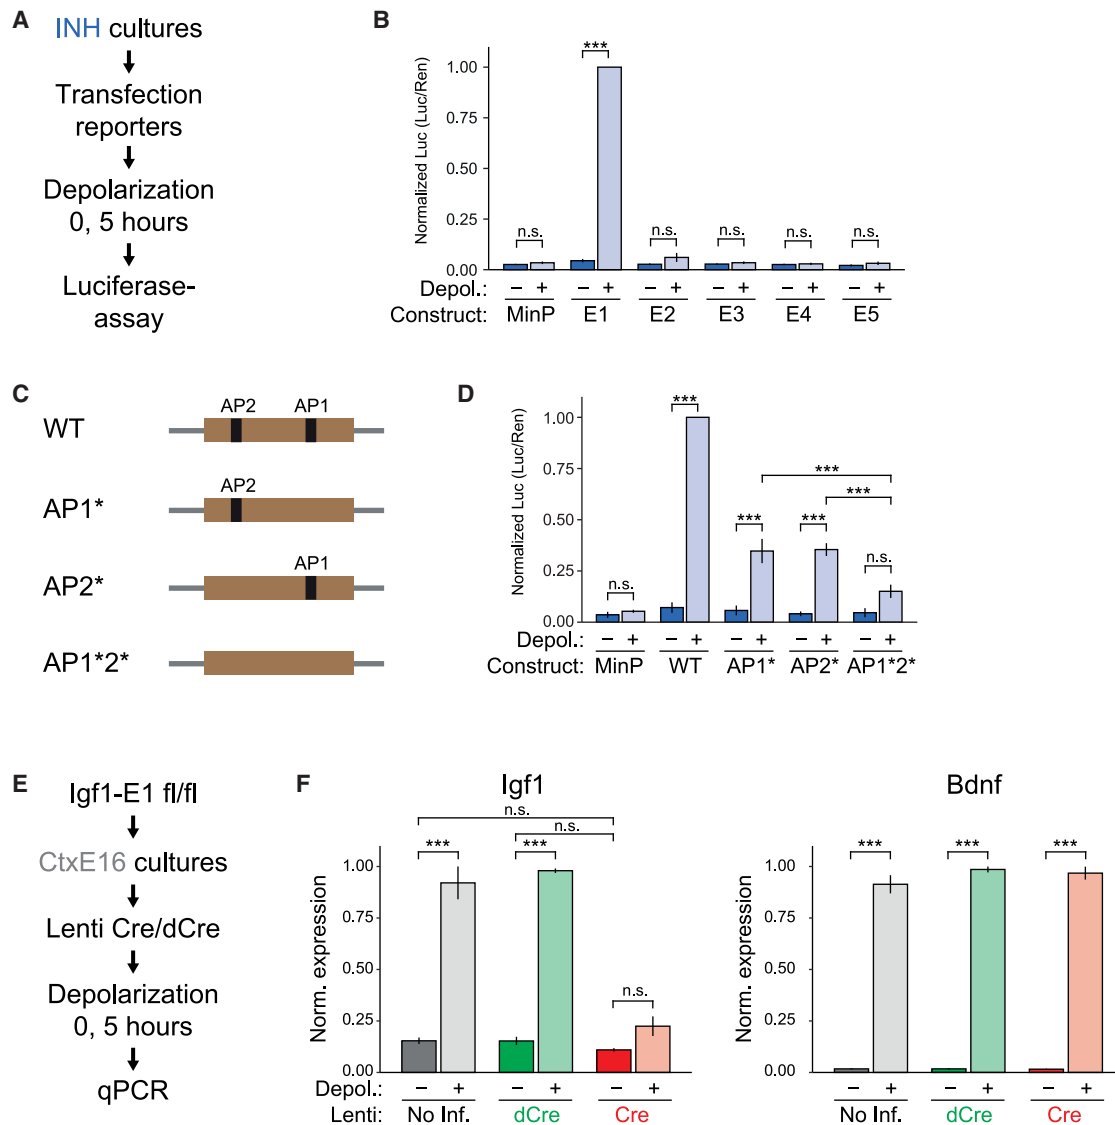 A
INH cultures
Transfection
reporters
Depolarization
0, 5 hours
Luciferase-
assay
B
Normalized Luc (Luc/Ren)
1.00
0.75
0.50
0.25
0.00
***
n.s.
n.s.
n.s.
n.s.
n.s.
Depol.: − + − + − + − + − + − +
Construct: MinP E1 E2 E3 E4 E5
C
AP2 AP1
WT
AP2
AP1*
AP1
AP2*
AP1*2*
D
Normalized Luc (Luc/Ren)
1.00
0.75
0.50
0.25
0.00
***
***
***
***
***
n.s.
n.s.
Depol.: − + − + − + − + − +
Construct: MinP WT AP1* AP2* AP1*2*
E
Igf1-E1 fl/fl
CtxE16 cultures
Lenti Cre/dCre
Depolarization
0, 5 hours
qPCR
F
Igf1
Norm. expression
1.00
0.75
0.50
0.25
0.00
n.s.
n.s.
***
***
n.s.
Depol.: − + − + − +
Lenti: No Inf. dCre Cre
Bdnf
Norm. expression
1.00
0.75
0.50
0.25
0.00
***
***
***
− + − + − +
No Inf. dCre Cre